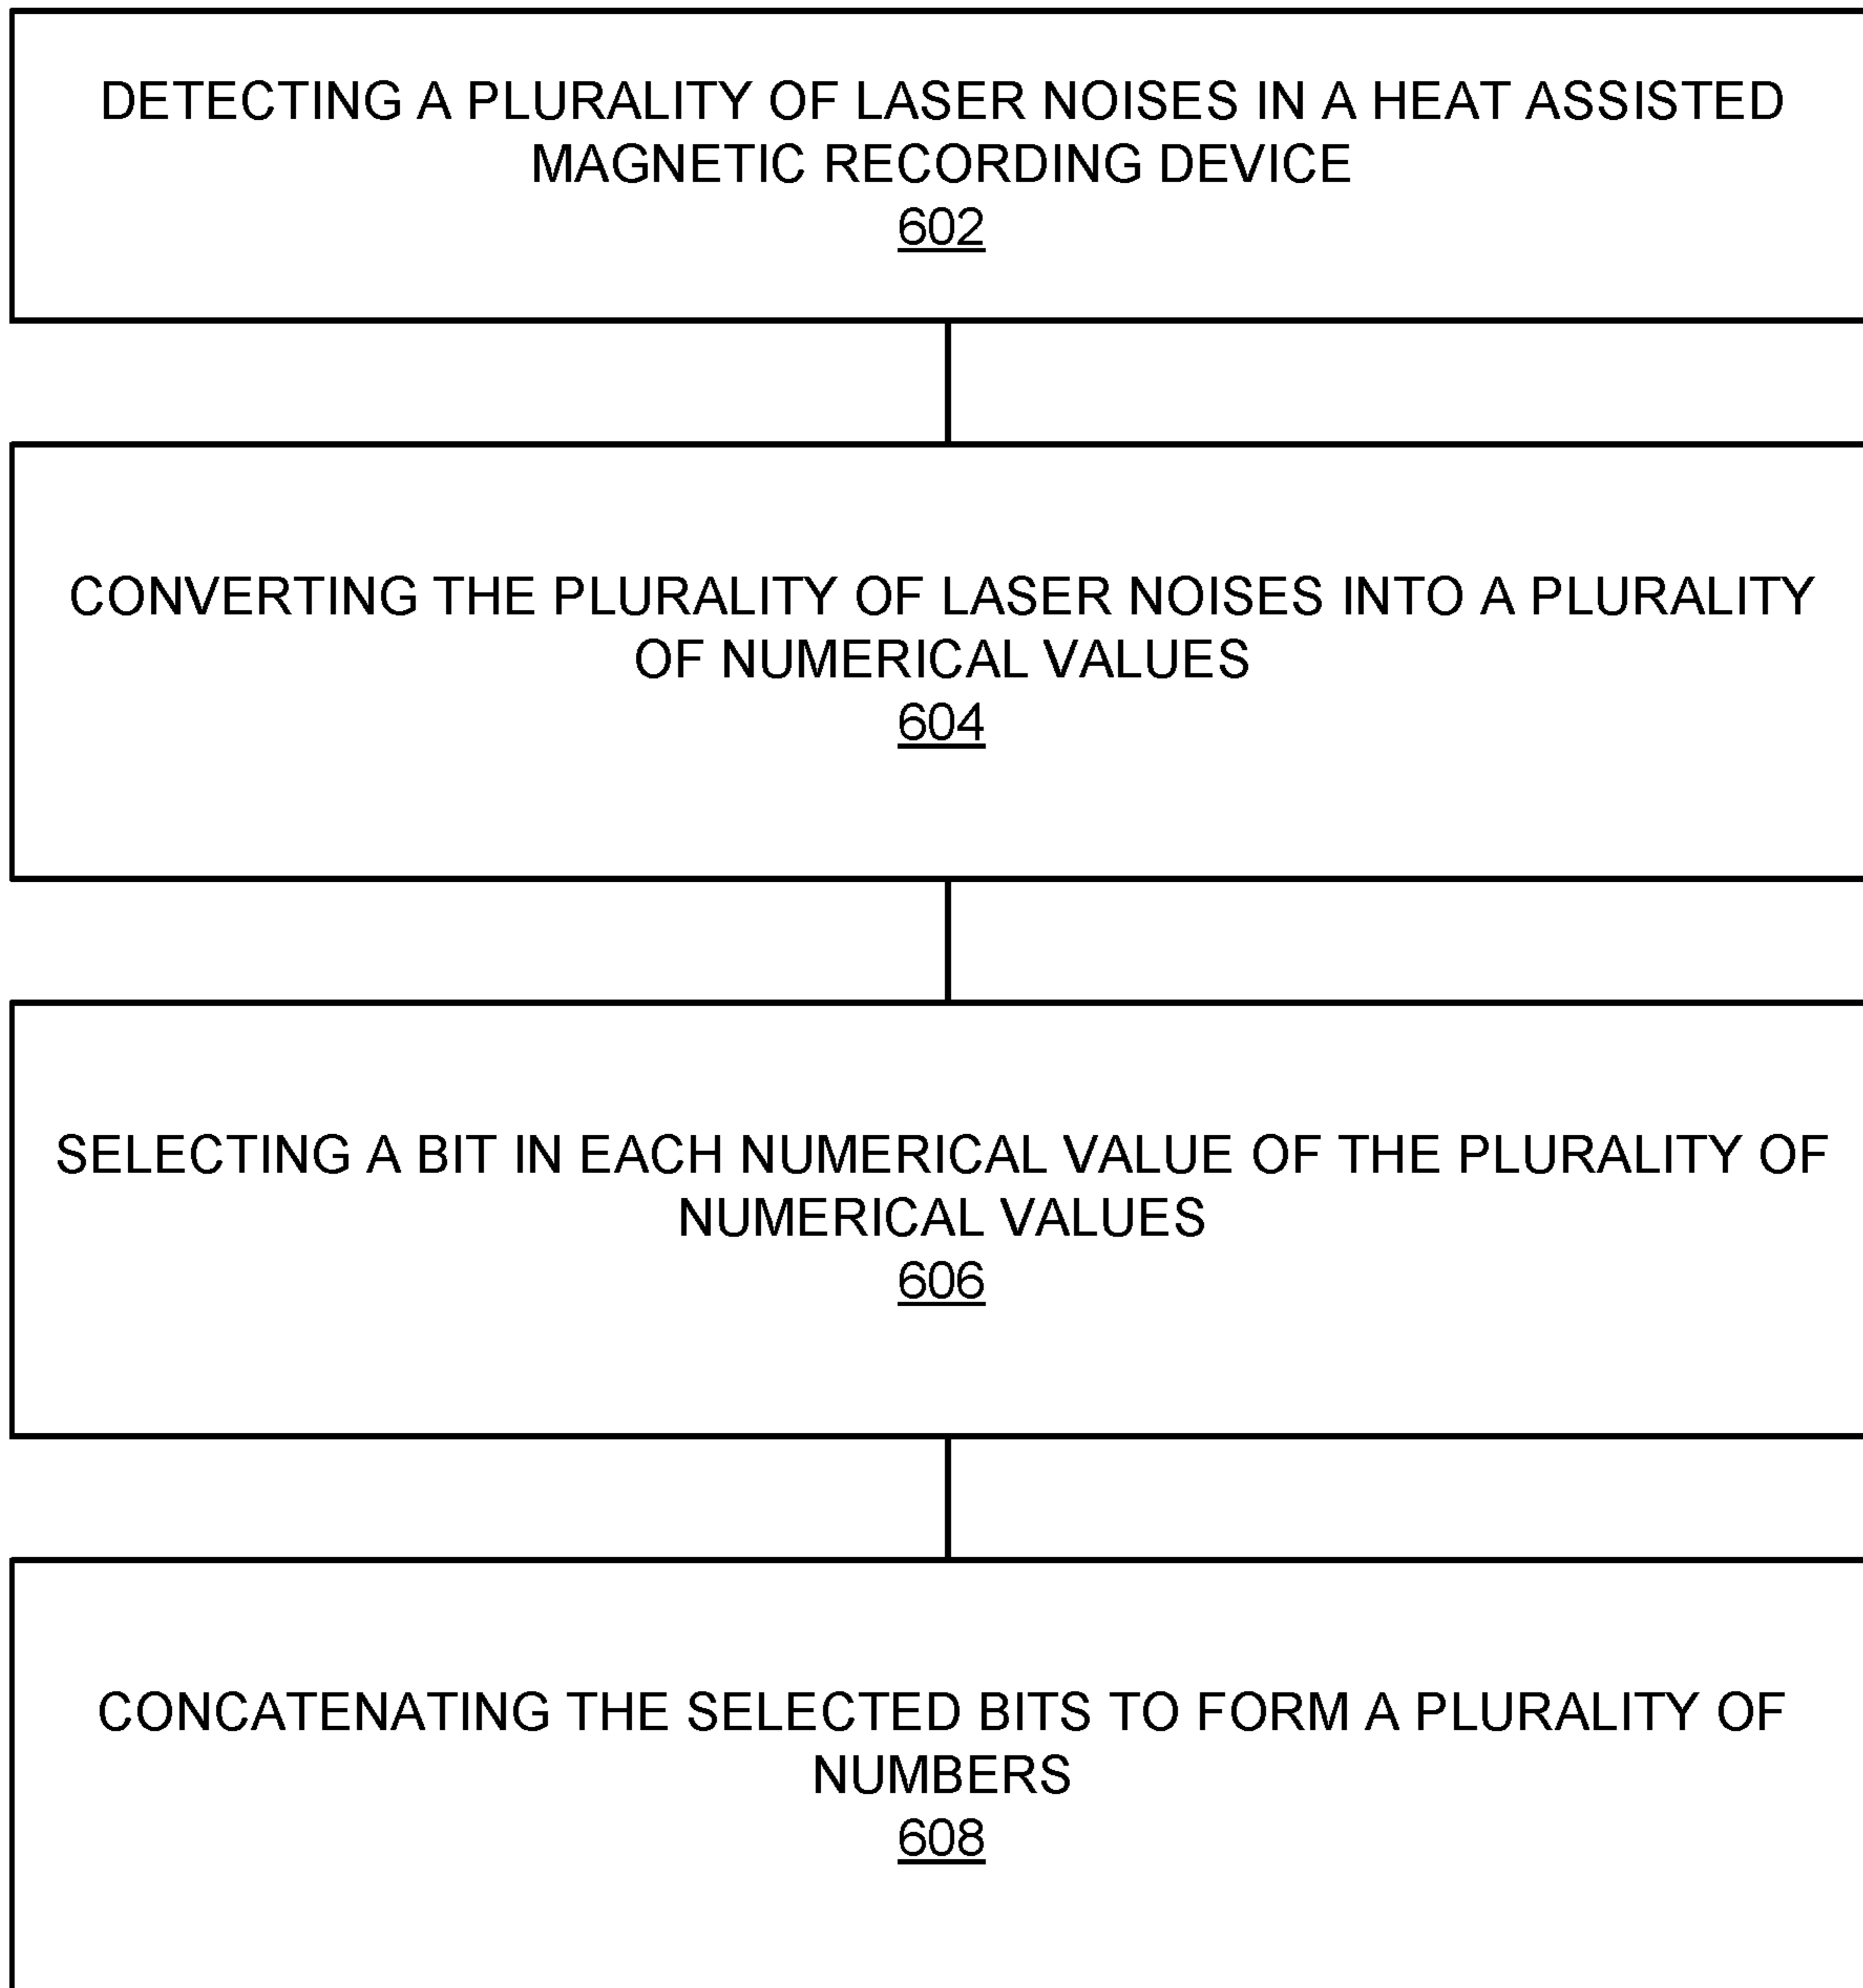 DETECTING A PLURALITY OF LASER NOISES IN A HEAT ASSISTED
MAGNETIC RECORDING DEVICE
602
CONVERTING THE PLURALITY OF LASER NOISES INTO A PLURALITY
OF NUMERICAL VALUES
604
SELECTING A BIT IN EACH NUMERICAL VALUE OF THE PLURALITY OF
NUMERICAL VALUES
606
CONCATENATING THE SELECTED BITS TO FORM A PLURALITY OF
NUMBERS
608